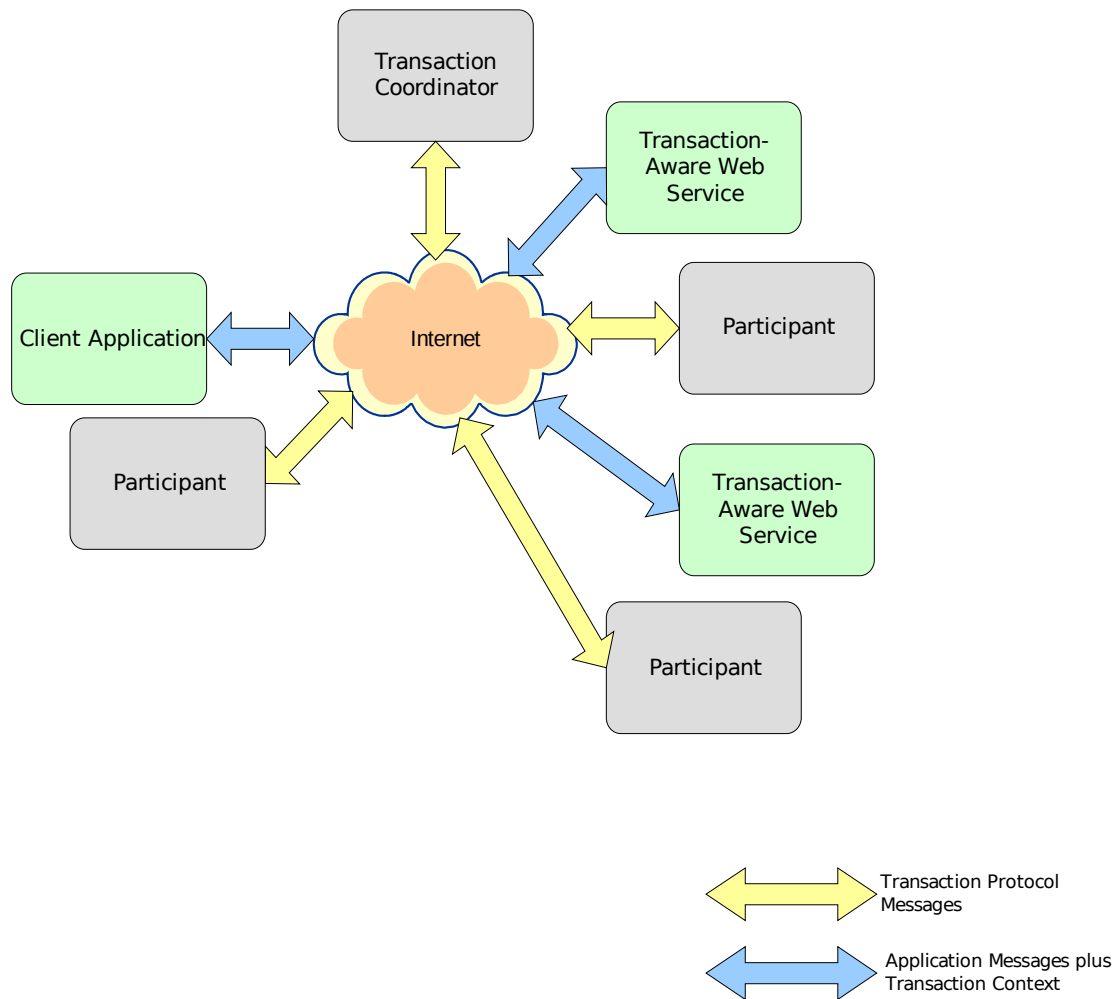 Transaction
Coordinator
Transaction-
Aware Web
Service
Client Application
Internet
Participant
Participant
Transaction-
Aware Web
Service
Participant
Transaction Protocol
Messages
Application Messages plus
Transaction Context